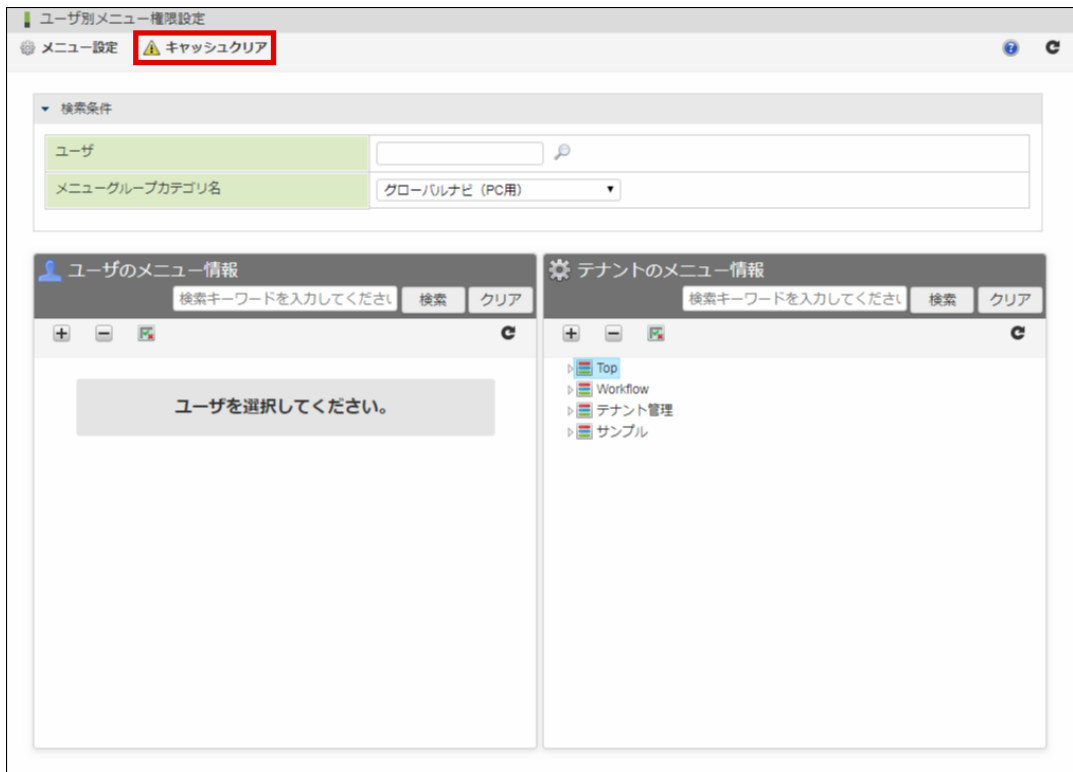 ユーザ別メニュー権限設定
メニュー設定 キャッシュクリア
検索条件
ユーザ
メニューグループカテゴリ名 グローバルナビ（PC用）
ユーザのメニュー情報
検索キーワードを入力してくださ 検索 クリア
ユーザを選択してください。
テナントのメニュー情報
検索キーワードを入力してくださ 検索 クリア
Top
Workflow
テナント管理
サンプル